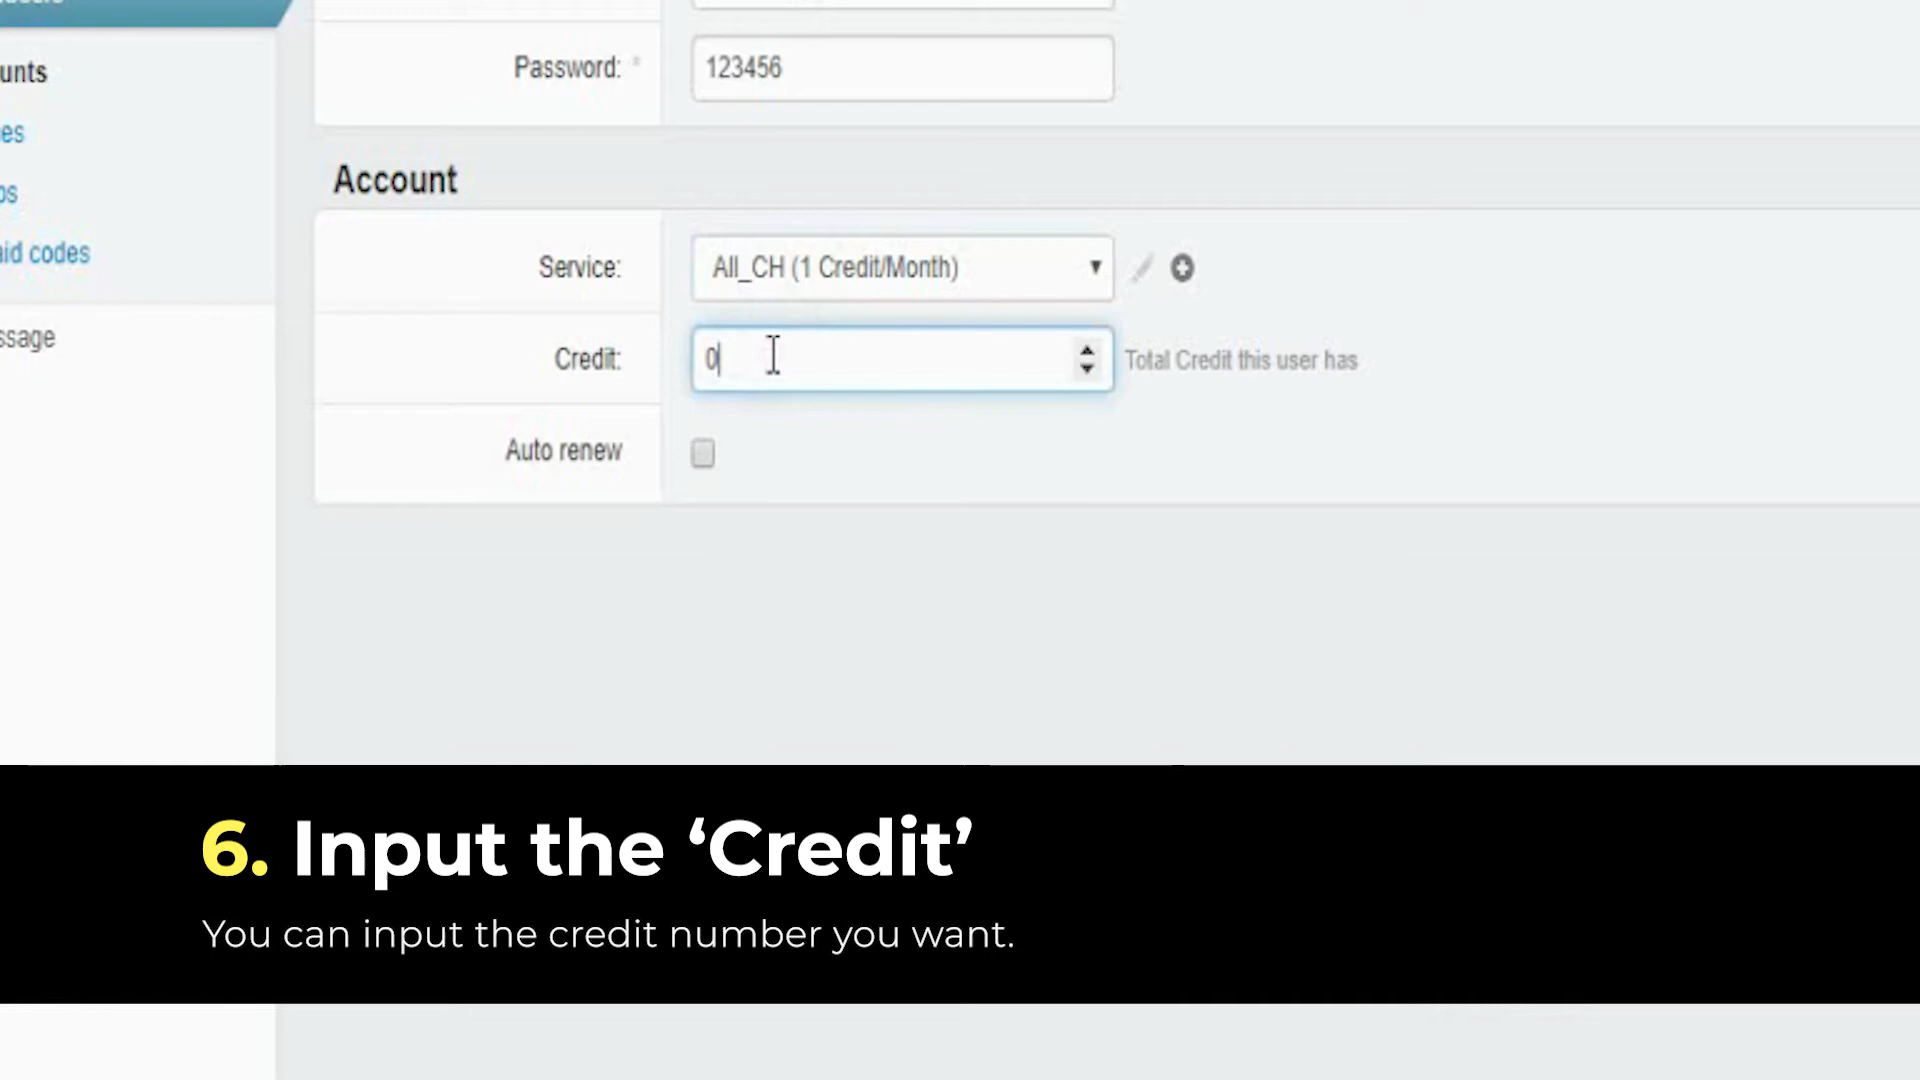 unts
Password: *
123456
es
Account
ps
aid codes
Service:
All_CH (1 Credit/Month)
ssage
Credit:
0
Total Credit this user has
Auto renew
6. Input the ‘Credit’
You can input the credit number you want.